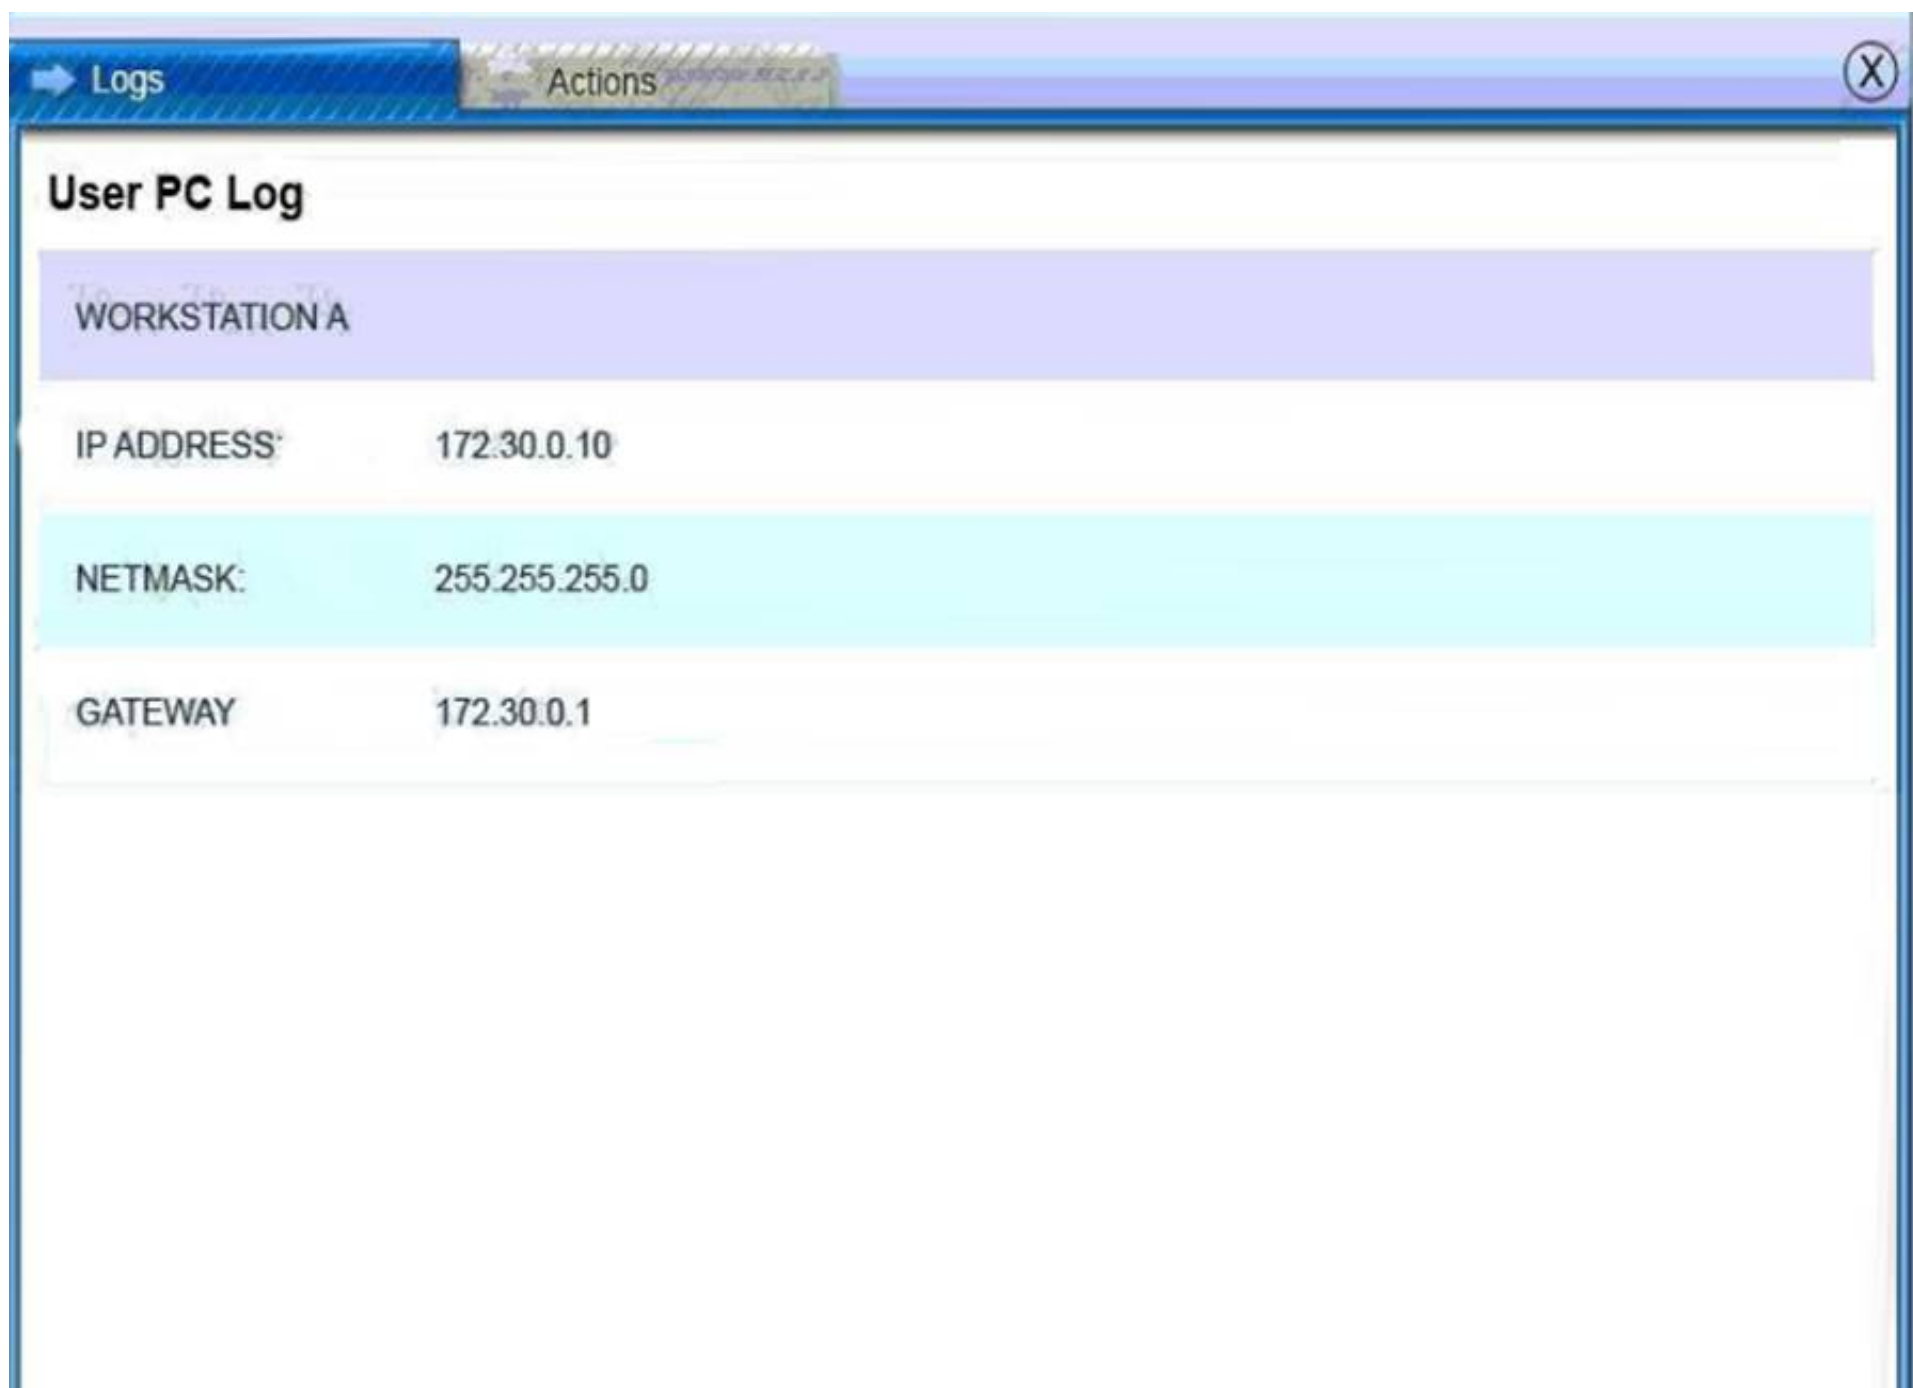 Logs
Actions
X
User PC Log
WORKSTATION A
IP ADDRESS: 172.30.0.10
NETMASK: 255.255.255.0
GATEWAY 172.30.0.1